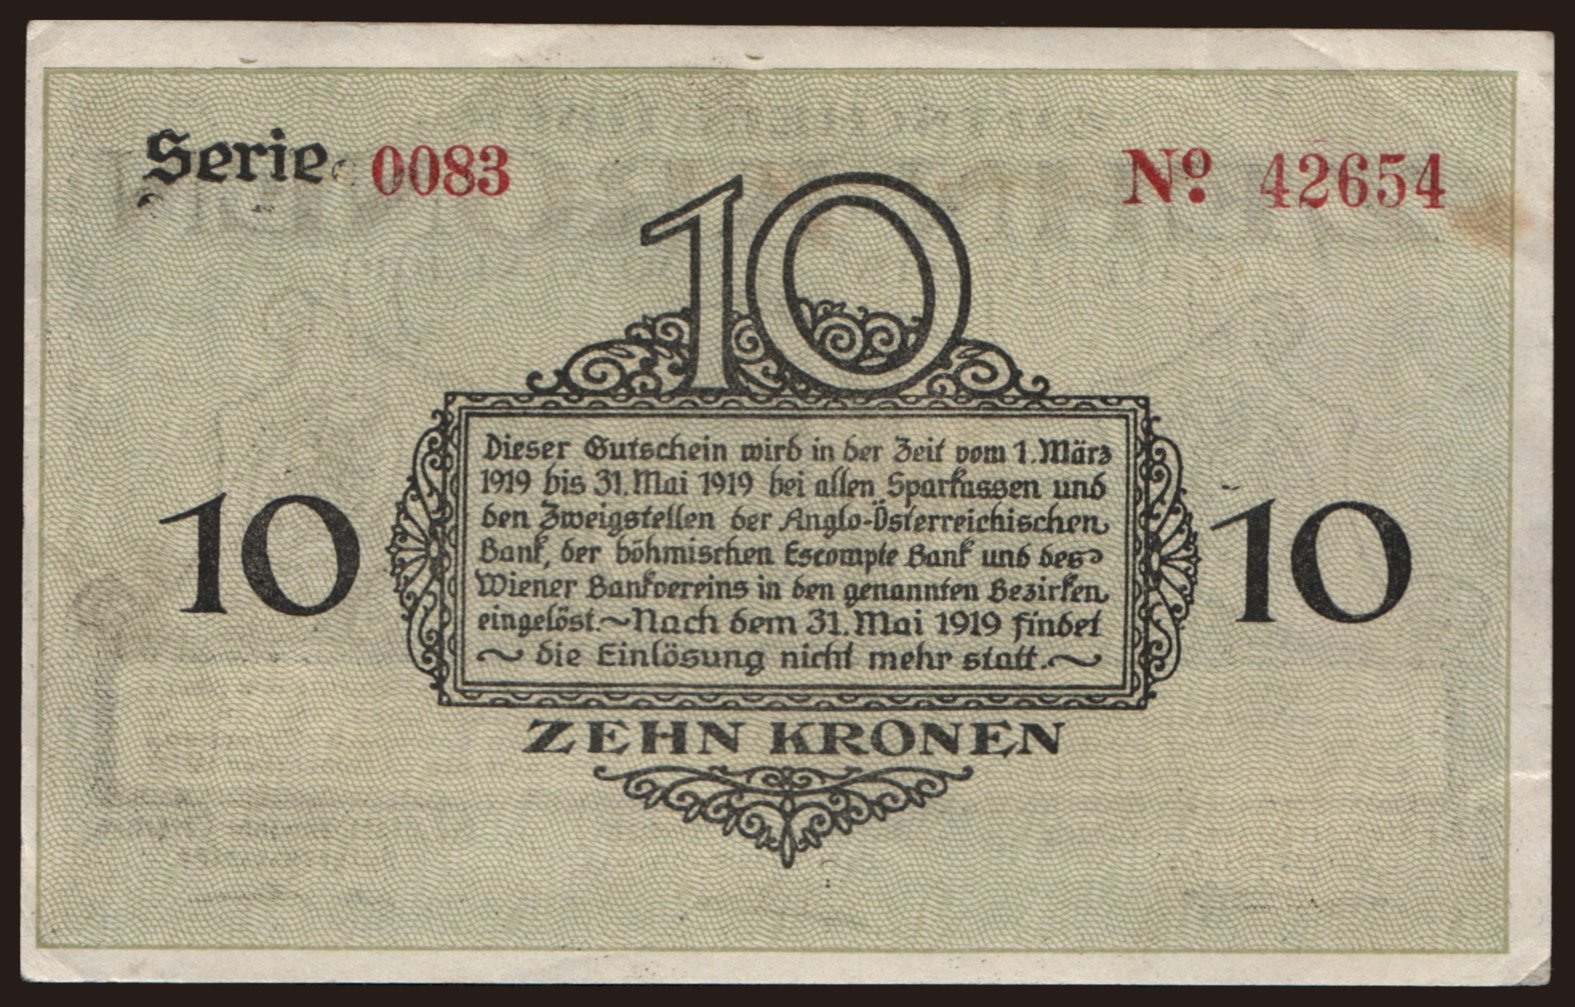 Serie 0083 No. 42654
10
Dieser Gutschein wird in der Zeit vom 1. März
1919 bis 31. Mai 1919 bei allen Sparkassen und
den Zweigstellen der Anglo-Österreichischen
Bank, der böhmischen Escompte Bank und des
Wiener Bankvereins in den genannten Bezirken
eingelöst.~Nach dem 31. Mai 1919 findet
~ die Einlösung nicht mehr statt.~
10 10
ZEHN KRONEN